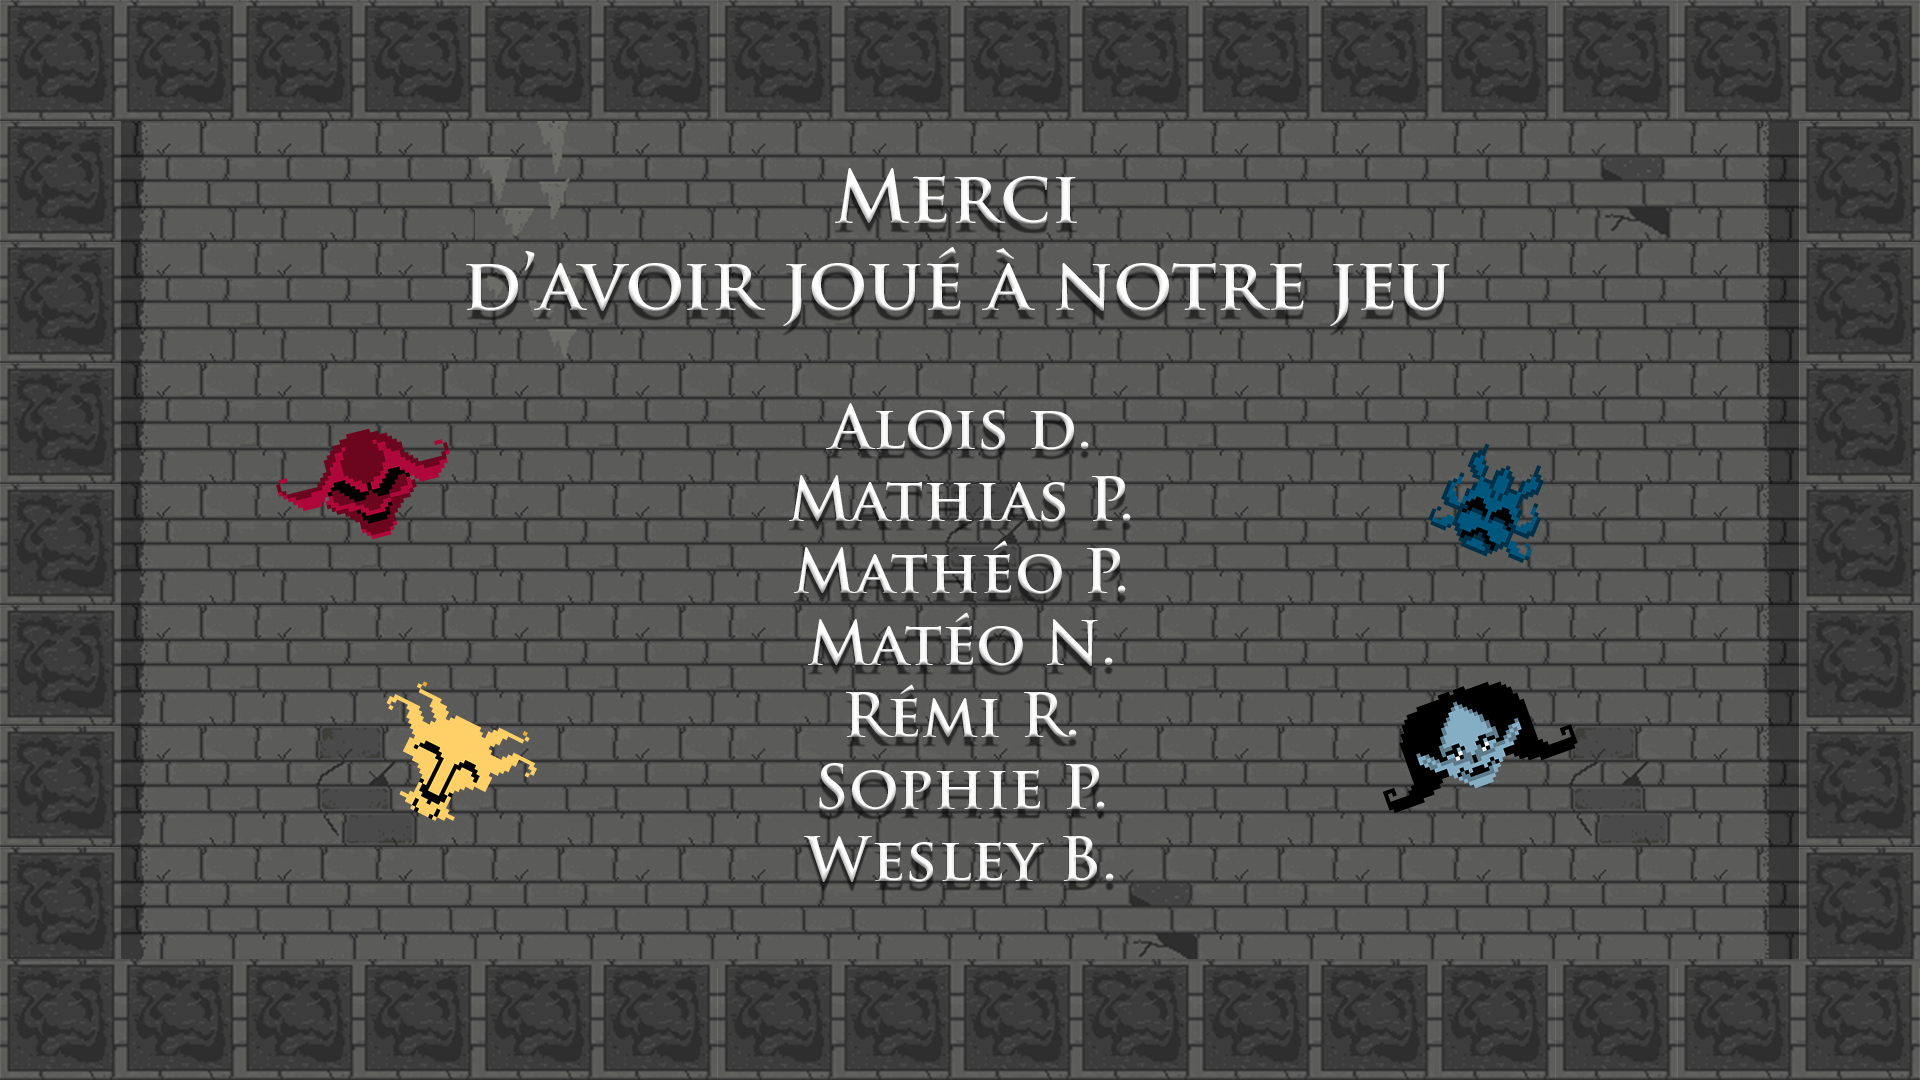 Merci
d'avoir joué à notre jeu
Alois d.
Mathias P.
Mathéo P.
Matéo N.
Rémi R.
Sophie P.
Wesley B.